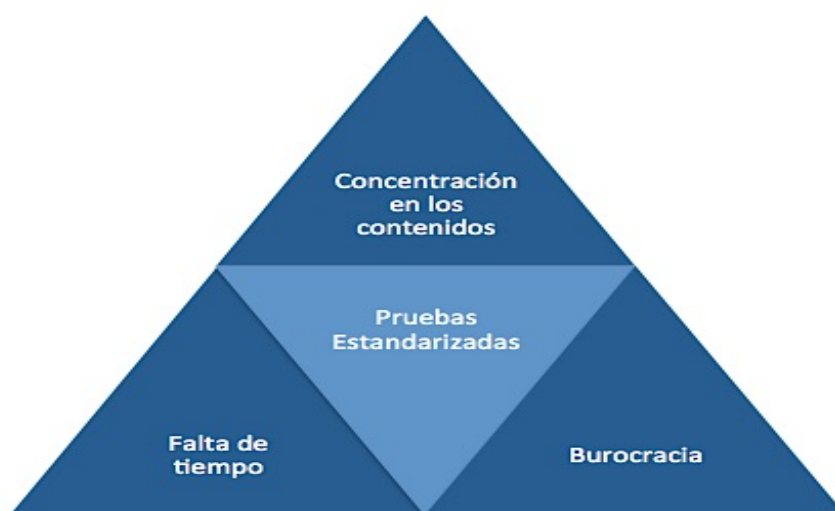 Concentración
en los
contenidos
Pruebas
Estandarizadas
Falta de
tiempo
Burocracia